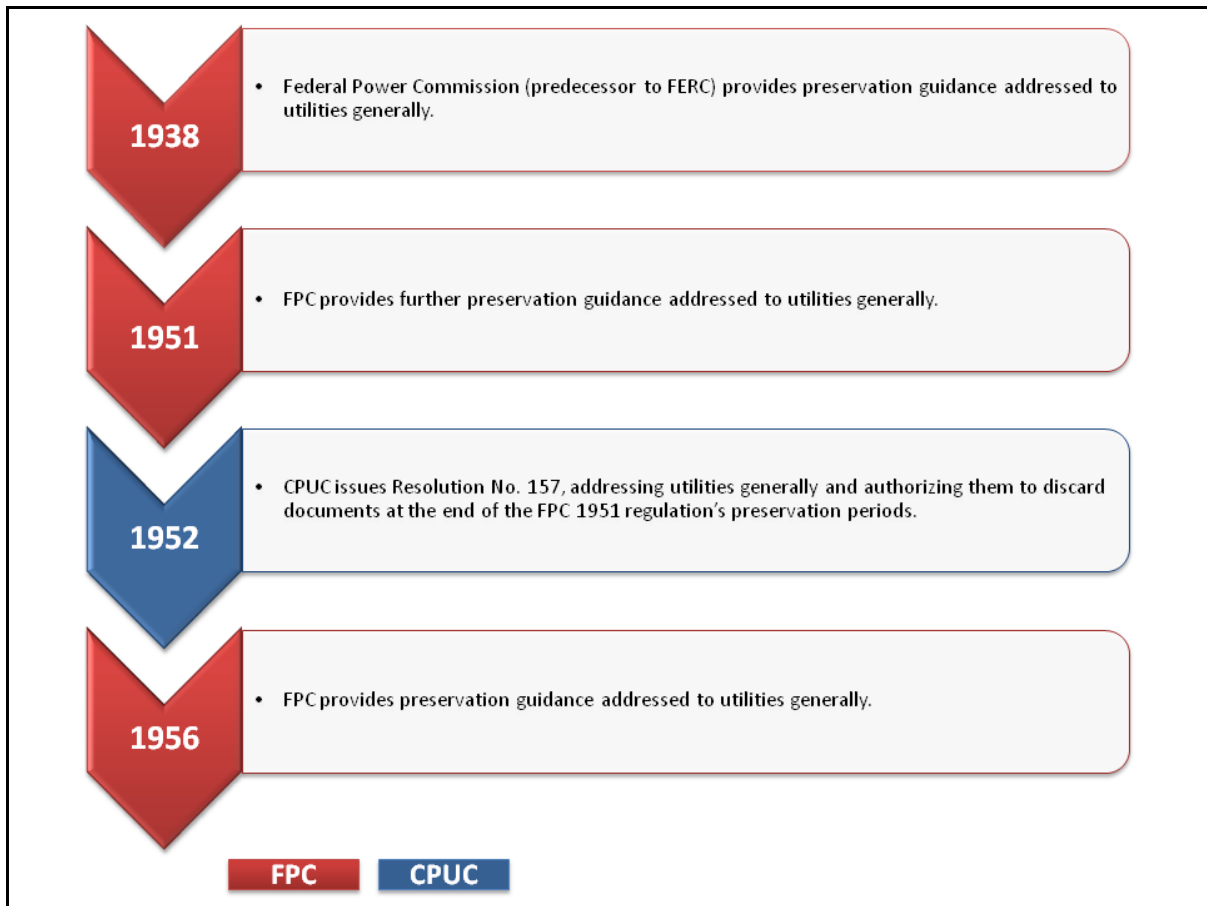 1938
• Federal Power Commission (predecessor to FERC) provides preservation guidance addressed to
utilities generally.
1951
• FPC provides further preservation guidance addressed to utilities generally.
1952
• CPUC issues Resolution No. 157, addressing utilities generally and authorizing them to discard
documents at the end of the FPC 1951 regulation’s preservation periods.
1956
• FPC provides preservation guidance addressed to utilities generally.
FPC
CPUC